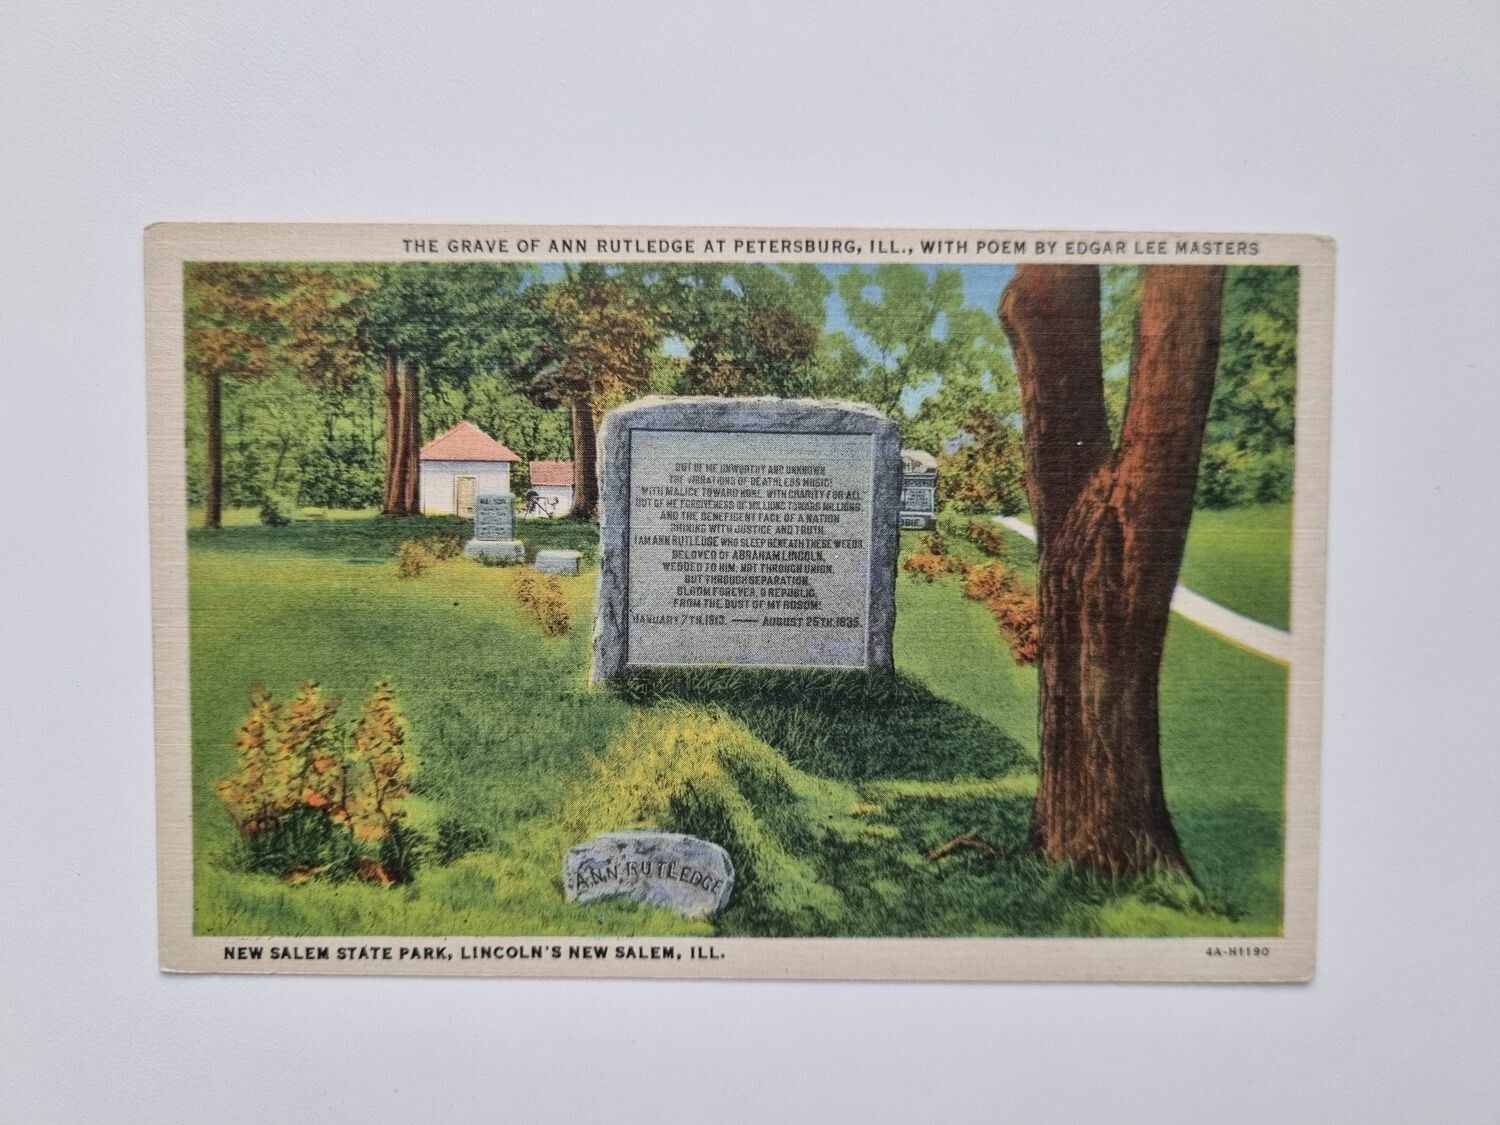 THE GRAVE OF ANN RUTLEDGE AT PETERSBURG, ILL., WITH POEM BY EDGAR LEE MASTERS
OUT OF ME UNWORTHY AND UNKNOWN
THE VIBRATIONS OF DEATHLESS MUSIC!
WITH MALICE TOWARD NONE, WITH CHARITY FOR ALL
OUT OF ME FORGIVENESS OF MILLIONS TOWARD MILLIONS,
AND THE BENEFICENT FACE OF A NATION
SHINING WITH JUSTICE AND TRUTH.
I AM ANN RUTLEDGE WHO SLEEP BENEATH THESE WEEDS,
BELOVED OF ABRAHAM LINCOLN,
WEDDED TO HIM, NOT THROUGH UNION,
BUT THROUGH SEPARATION.
BLOOM FOREVER, O REPUBLIC,
FROM THE DUST OF MY BOSOM!
JANUARY 7TH, 1813. — AUGUST 25TH, 1835.
ANN RUTLEDGE
NEW SALEM STATE PARK, LINCOLN'S NEW SALEM, ILL.
4A-H1190